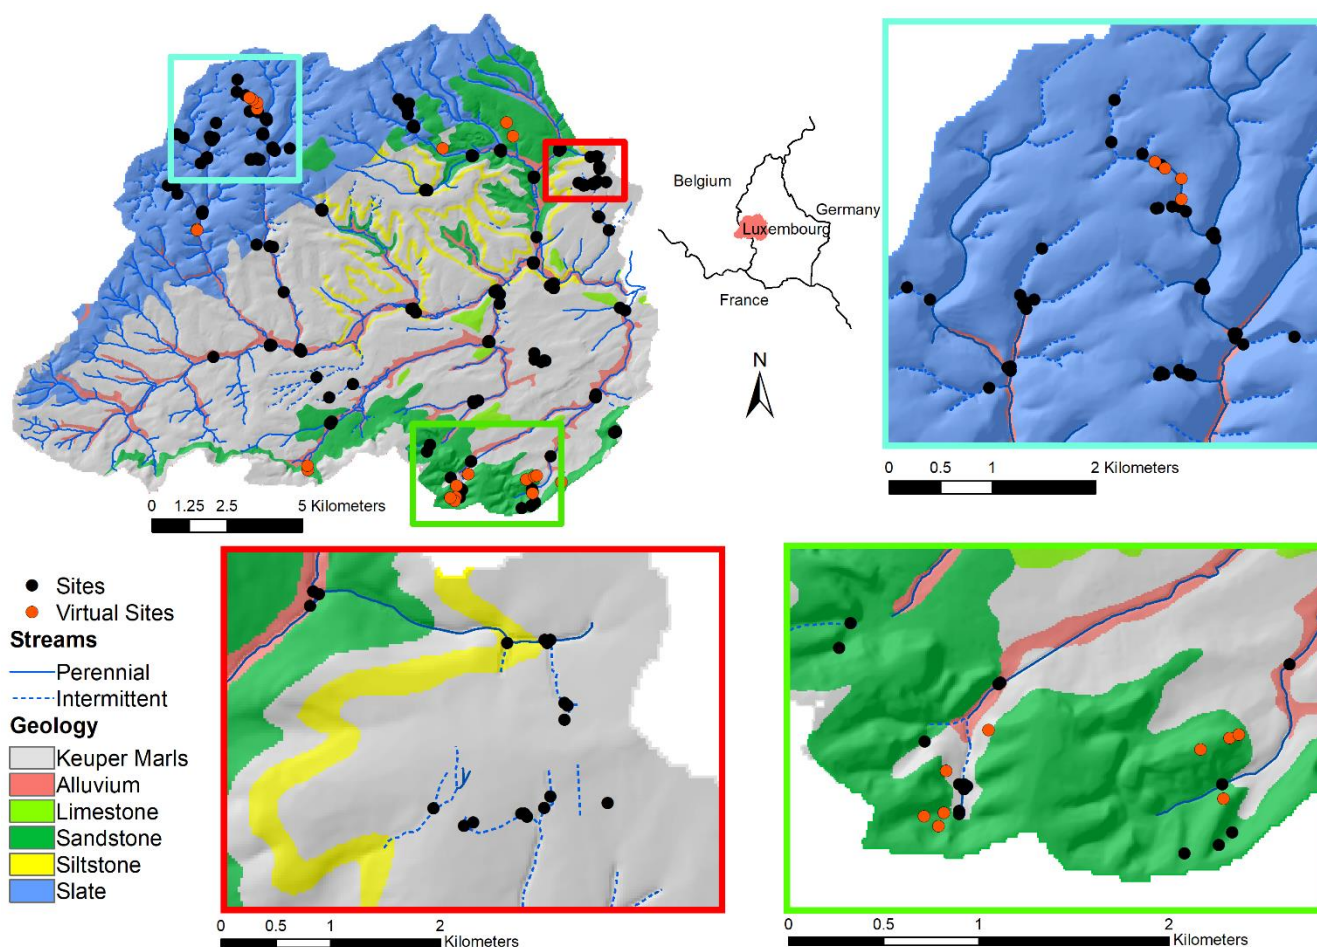 Belgium
Germany
Luxembourg
France
N
0 1.25 2.5 5 Kilometers
0 0.5 1 2 Kilometers
Sites
Virtual Sites
Streams
Perennial
Intermittent
Geology
Keuper Marls
Alluvium
Limestone
Sandstone
Siltstone
Slate
0 0.5 1 2
Kilometers
0 0.5 1 2
Kilometers